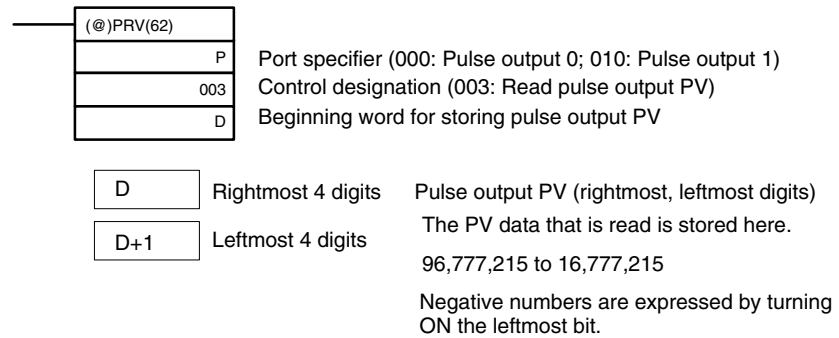 (@)PRV(62)
P Port specifier (000: Pulse output 0; 010: Pulse output 1)
003 Control designation (003: Read pulse output PV)
D Beginning word for storing pulse output PV
D Rightmost 4 digits Pulse output PV (rightmost, leftmost digits)
The PV data that is read is stored here.
D+1 Leftmost 4 digits
96,777,215 to 16,777,215
Negative numbers are expressed by turning
ON the leftmost bit.